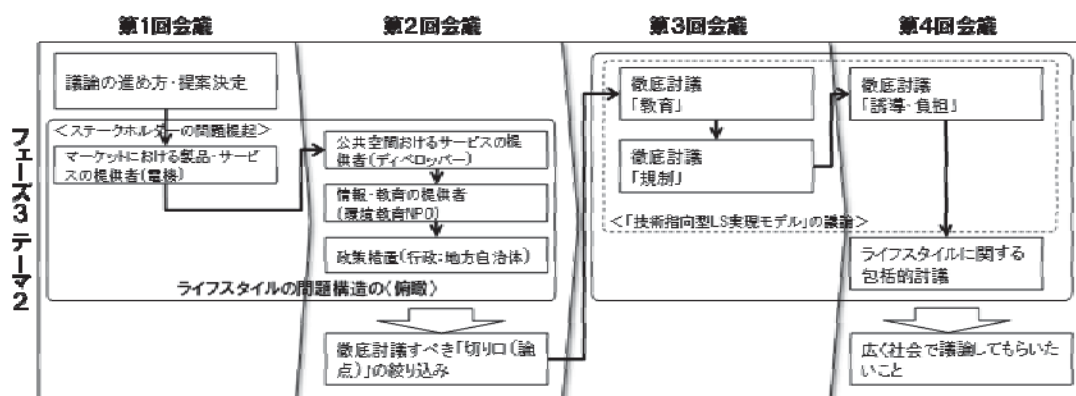 第1回会議
第2回会議
第3回会議
第4回会議
フェーズ3 テーマ2
議論の進め方・提案決定
<ステークホルダーの問題提起>
マーケットにおける製品・サービ
スの提供者(電機)
公共空間おけるサービスの提
供者(ディベロッパー)
情報・教育の提供者
(環境教育NPO)
政策措置(行政:地方自治体)
ライフスタイルの問題構造の〈俯瞰〉
徹底討議すべき「切り口(論
点)」の絞り込み
徹底討議
「教育」
徹底討議
「規制」
徹底討議
「誘導・負担」
<「技術指向型LS実現モデル」の議論>
ライフスタイルに関する
包括的討議
広く社会で議論してもらいた
いこと